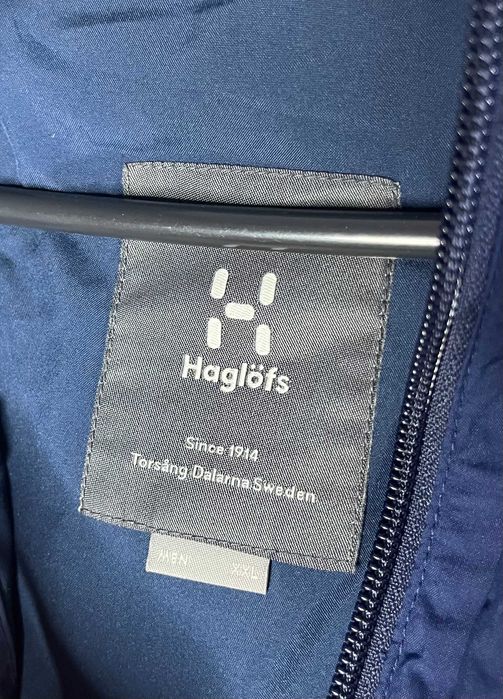 Haglöfs
Since 1914
Torsång Dalarna Sweden
MEN XXL